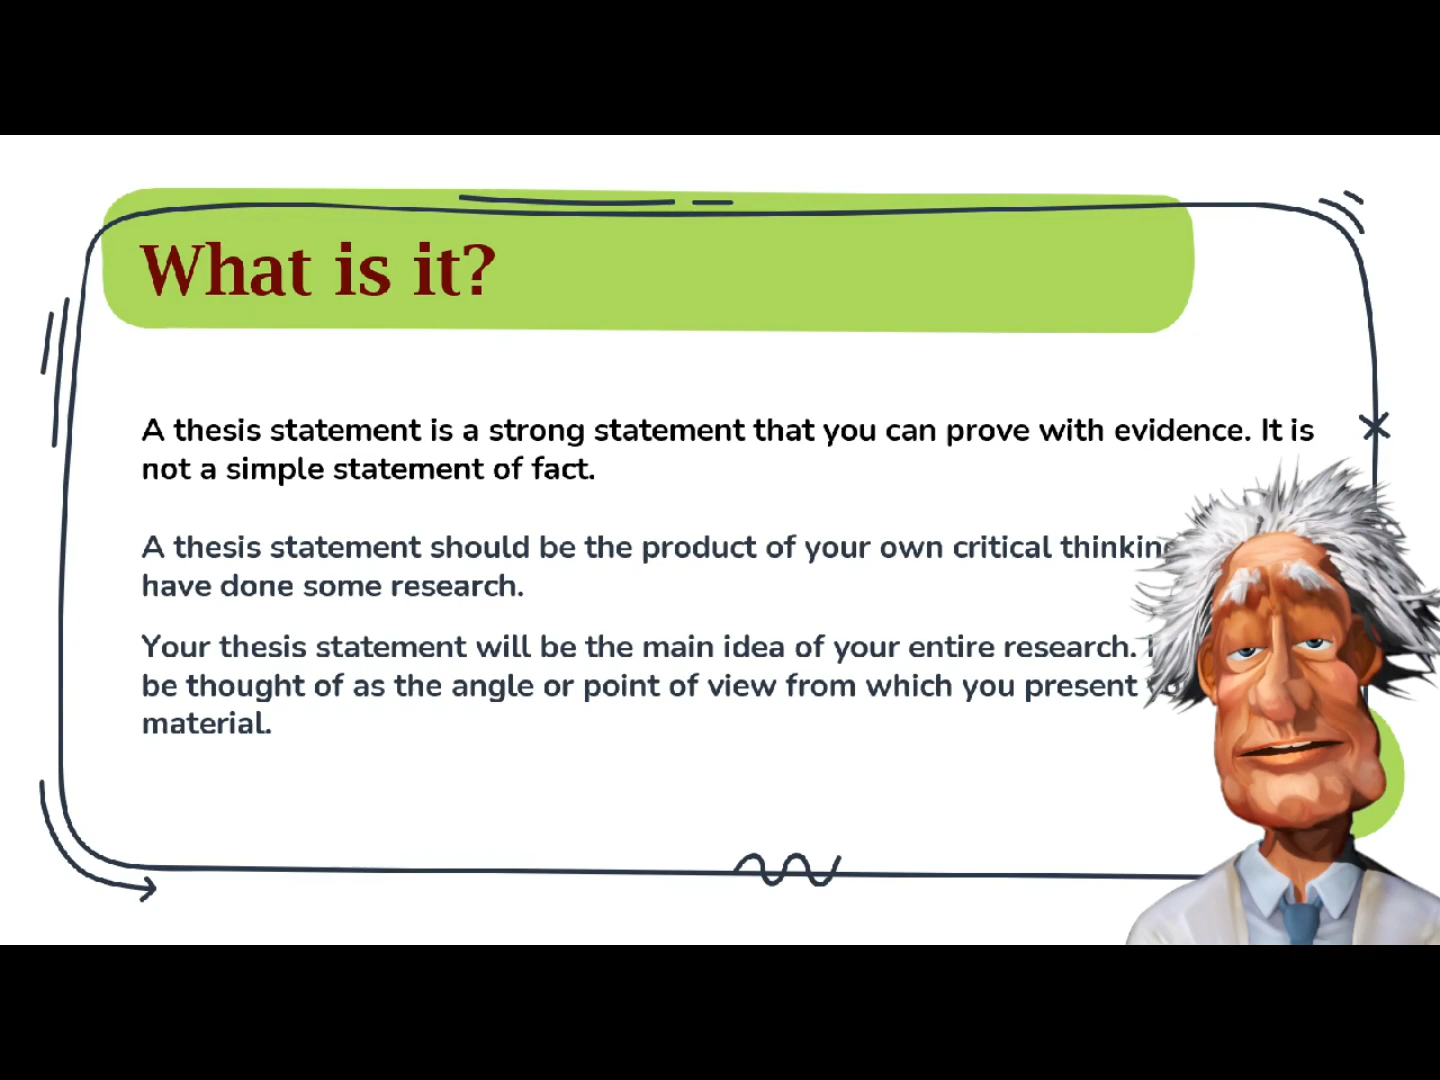 What is it?
A thesis statement is a strong statement that you can prove with evidence. It is
not a simple statement of fact.
A thesis statement should be the product of your own critical thinking
have done some research.
Your thesis statement will be the main idea of your entire research.
be thought of as the angle or point of view from which you present
material.